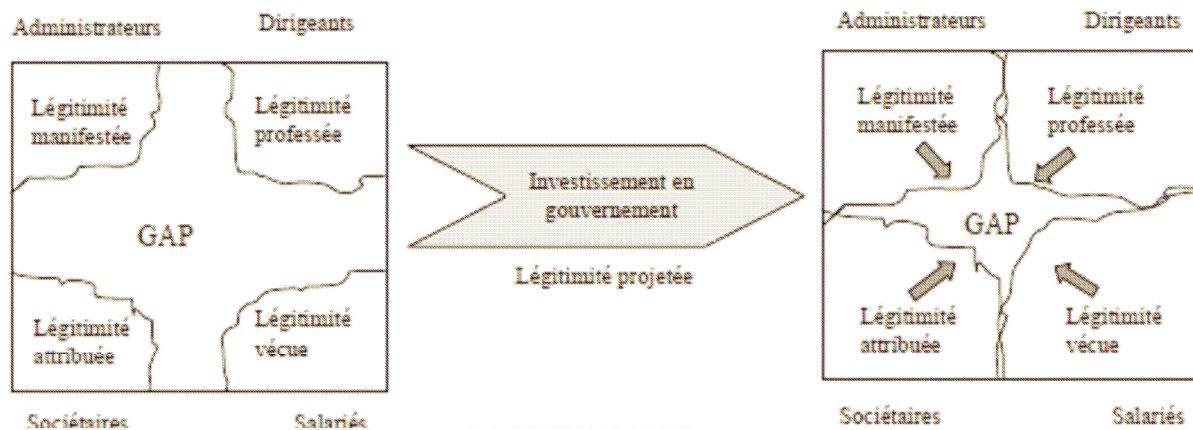 Administrateurs
Dirigeants
Légitimité
manifestée
Légitimité
professée
GAP
Légitimité
attribuée
Légitimité
vécue
Sociétaires
Salariés
Investissement en
gouvernement
Légitimité projetée
Administrateurs
Dirigeants
Légitimité
manifestée
Légitimité
professée
GAP
Légitimité
attribuée
Légitimité
vécue
Sociétaires
Salariés